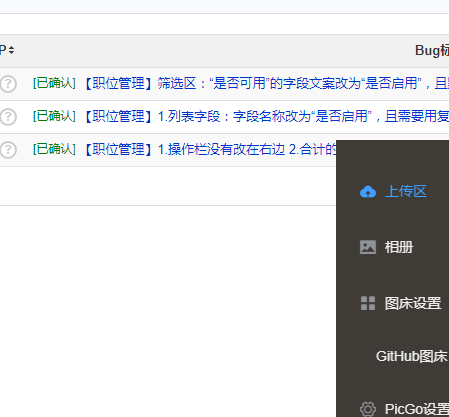 P
Bug标
[已确认] 【职位管理】筛选区：“是否可用”的字段文案改为“是否启用”，且
[已确认] 【职位管理】1.列表字段：字段名称改为“是否启用”，且需要用复
[已确认] 【职位管理】1.操作栏没有改在右边 2.合计的
上传区
相册
图床设置
GitHub图床
PicGo设置